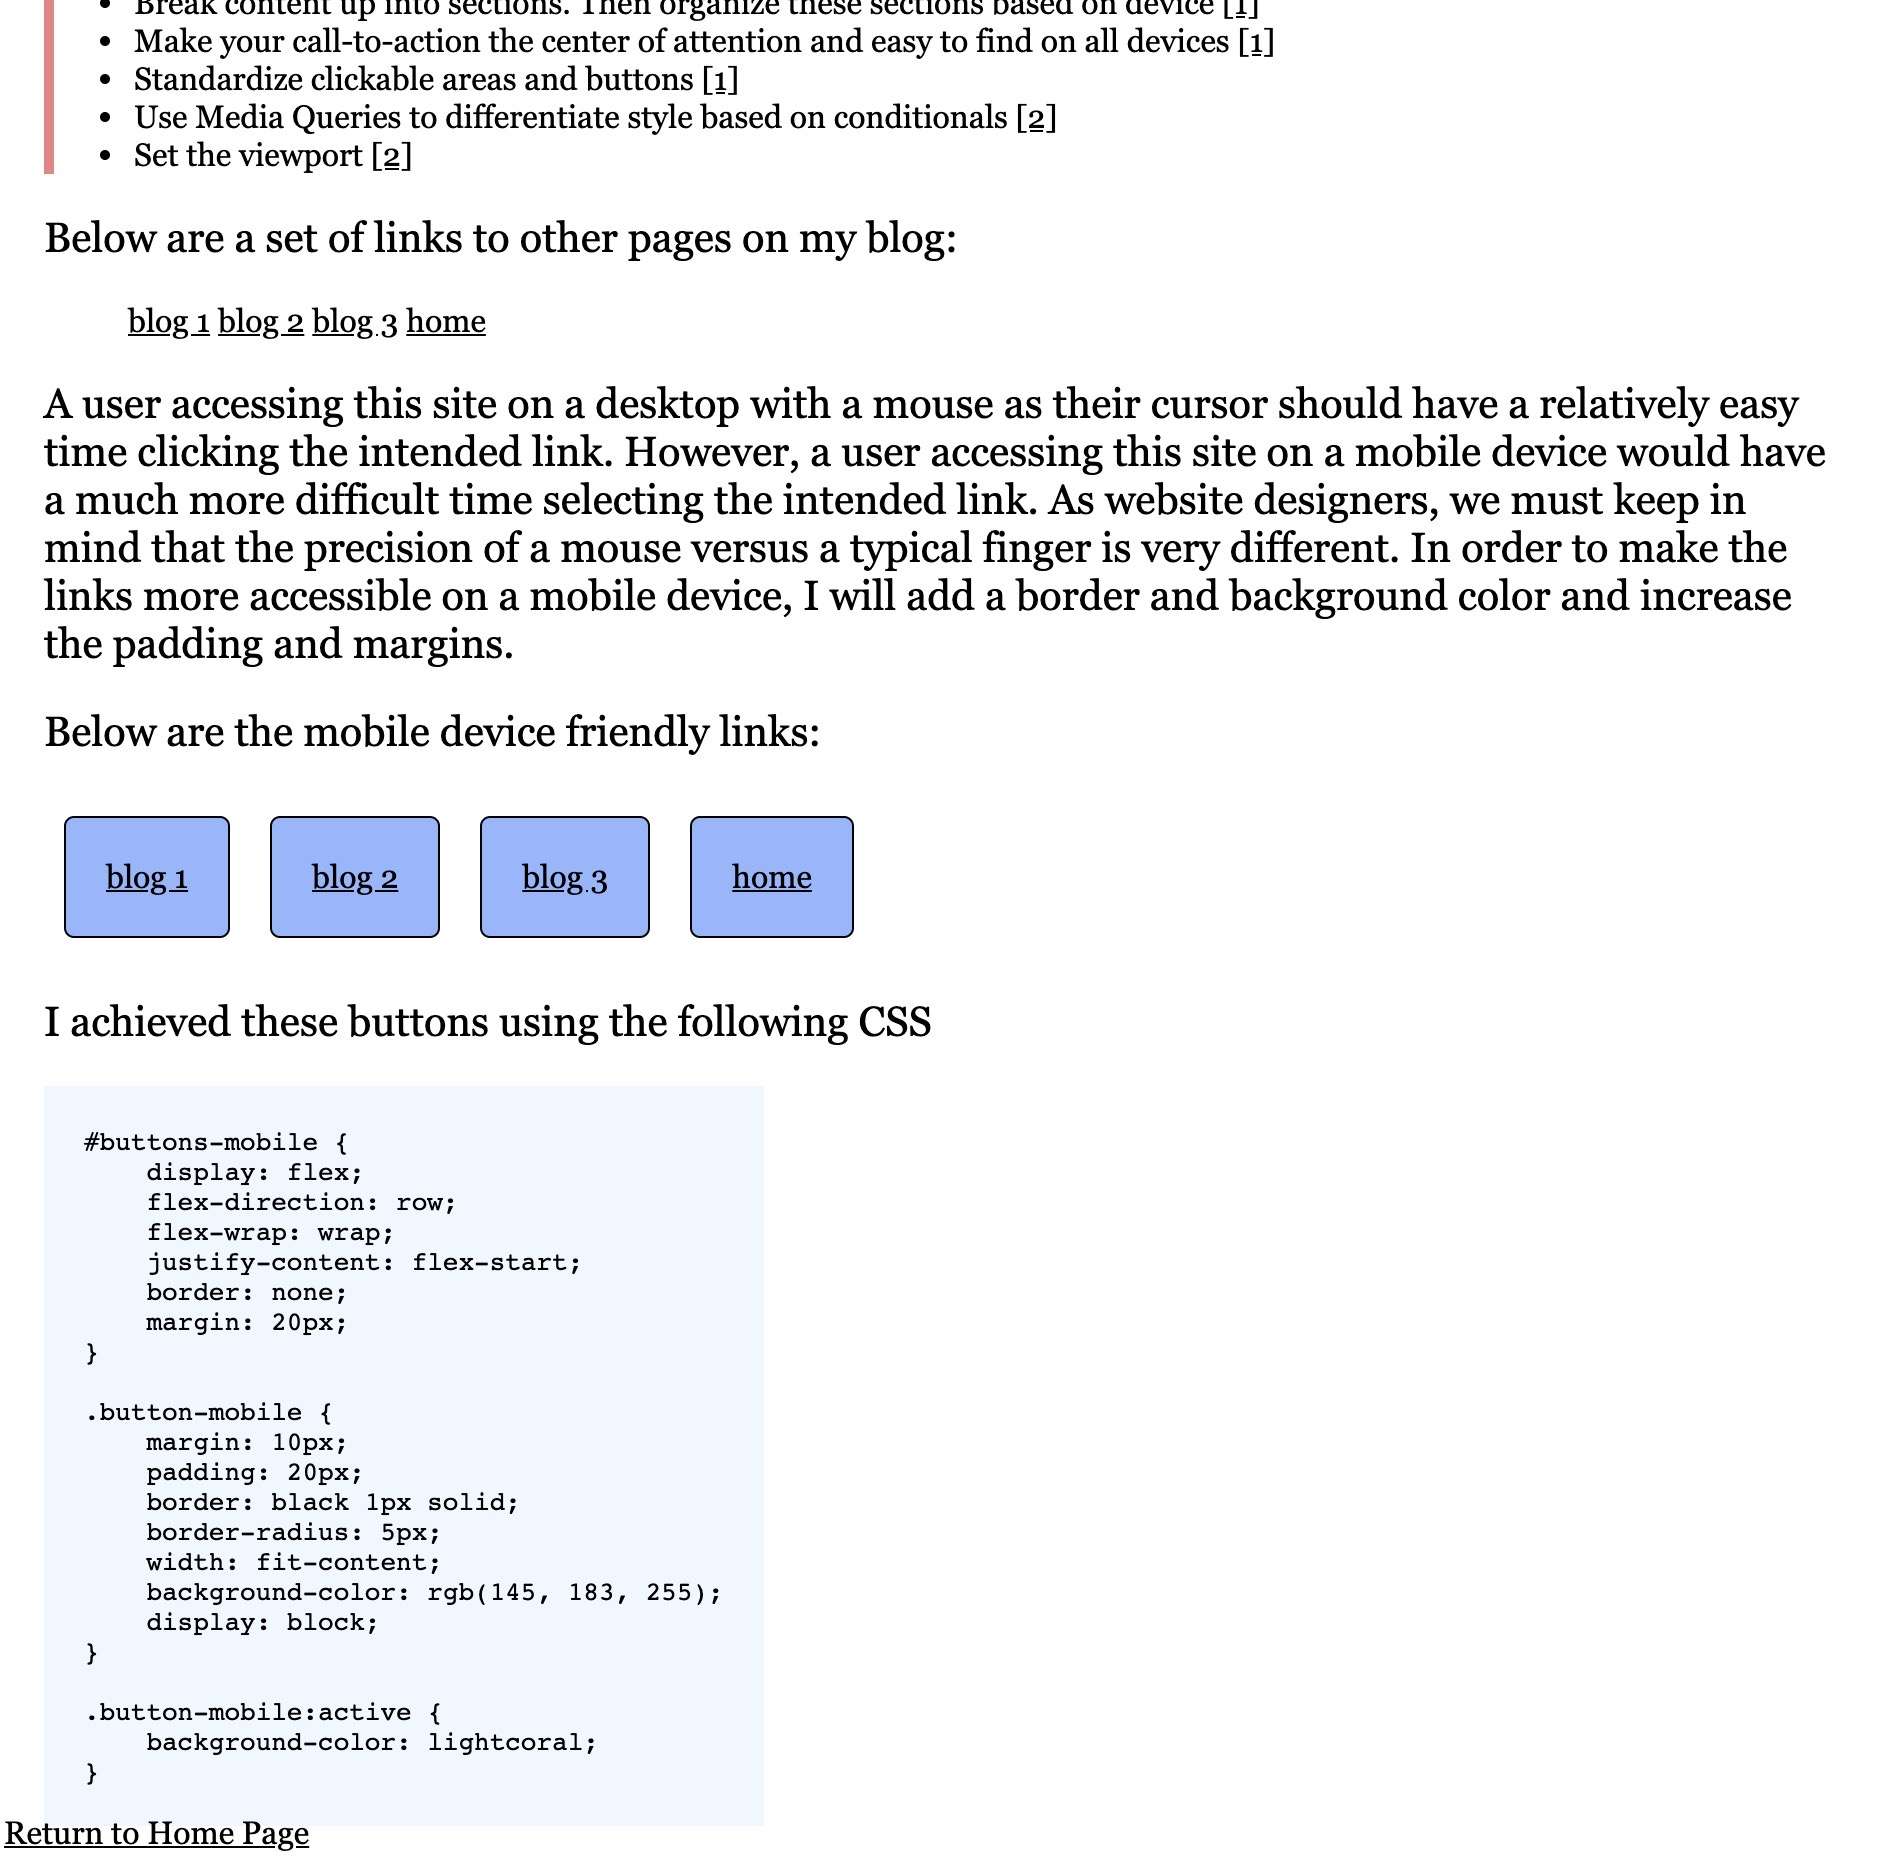 Break content up into sections. Then organize these sections based on device [1]
Make your call-to-action the center of attention and easy to find on all devices [1]
Standardize clickable areas and buttons [1]
Use Media Queries to differentiate style based on conditionals [2]
Set the viewport [2]
Below are a set of links to other pages on my blog:
blog 1 blog 2 blog 3 home
A user accessing this site on a desktop with a mouse as their cursor should have a relatively easy
time clicking the intended link. However, a user accessing this site on a mobile device would have
a much more difficult time selecting the intended link. As website designers, we must keep in
mind that the precision of a mouse versus a typical finger is very different. In order to make the
links more accessible on a mobile device, I will add a border and background color and increase
the padding and margins.
Below are the mobile device friendly links:
blog 1 blog 2 blog 3 home
I achieved these buttons using the following CSS
#buttons-mobile {
    display: flex;
    flex-direction: row;
    flex-wrap: wrap;
    justify-content: flex-start;
    border: none;
    margin: 20px;
}
.button-mobile {
    margin: 10px;
    padding: 20px;
    border: black 1px solid;
    border-radius: 5px;
    width: fit-content;
    background-color: rgb(145, 183, 255);
    display: block;
}
.button-mobile:active {
    background-color: lightcoral;
}
Return to Home Page